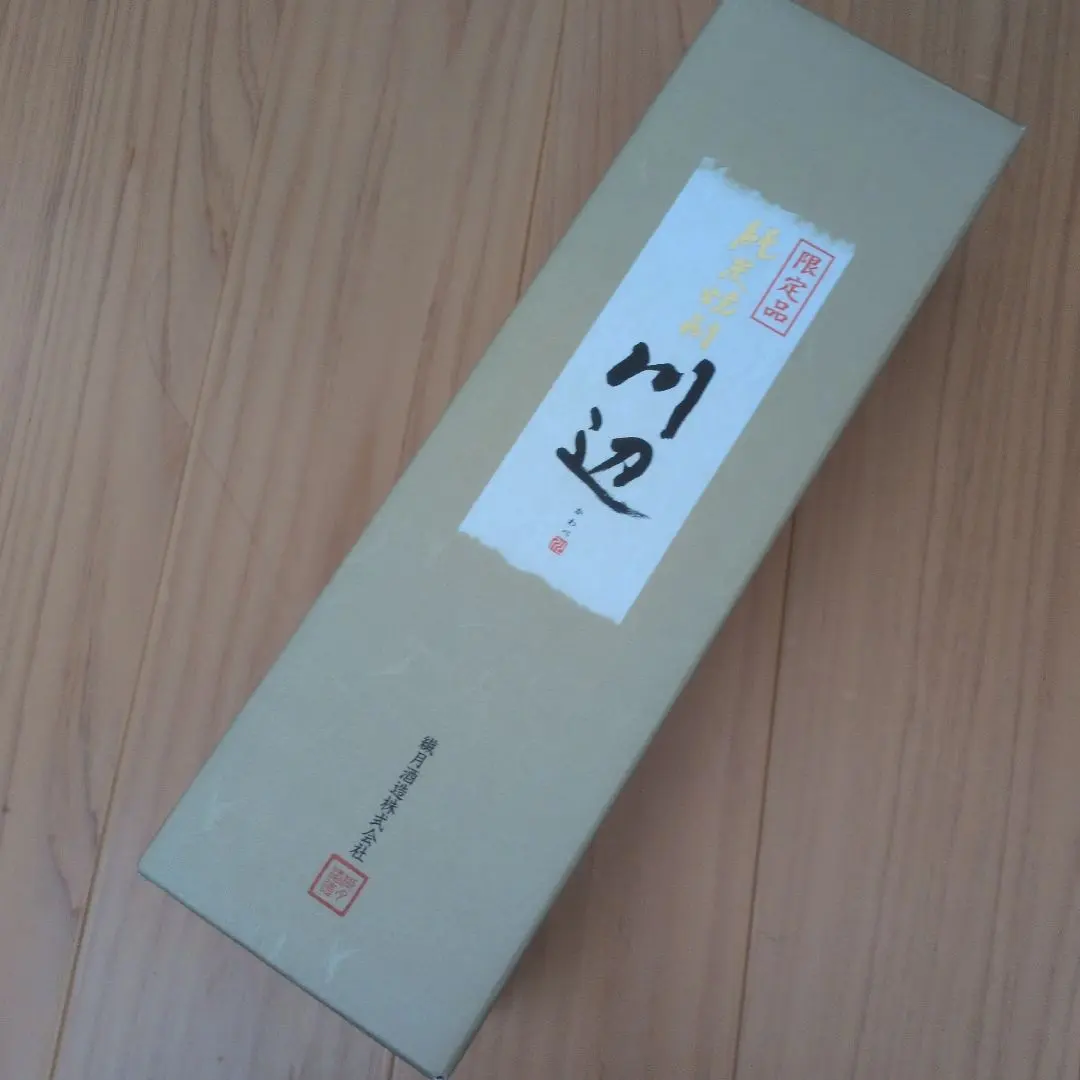 限定品
純米焼酎
川辺
かわべ
繊月酒造株式会社